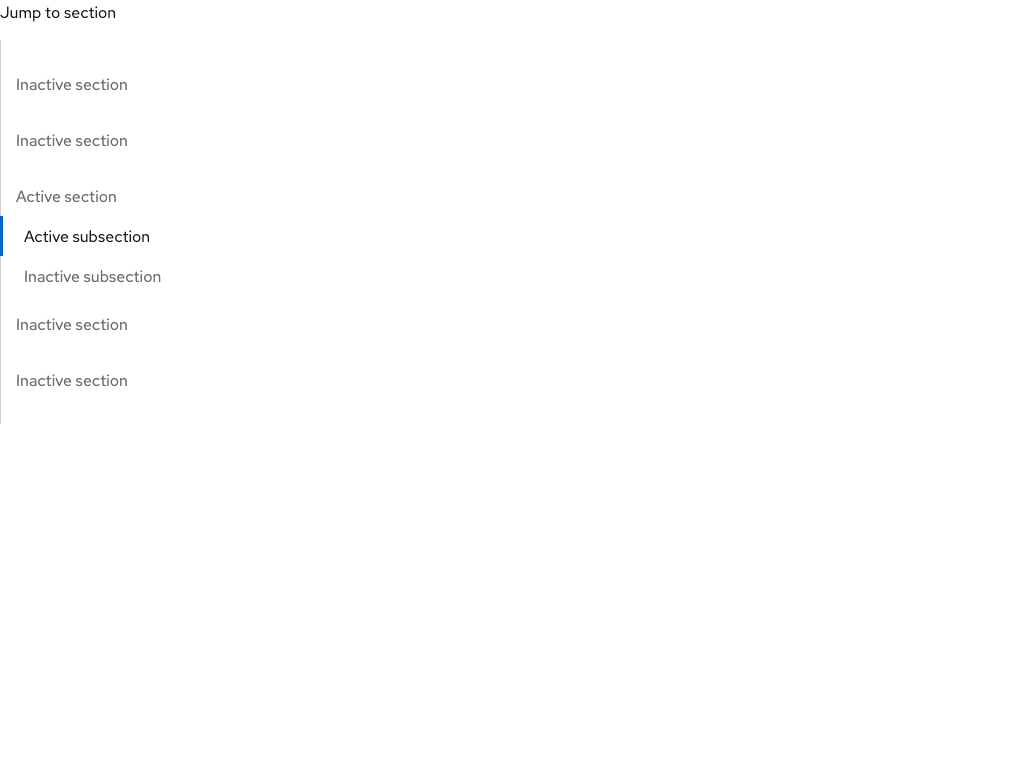 Jump to section
Inactive section
Inactive section
Active section
Active subsection
Inactive subsection
Inactive section
Inactive section